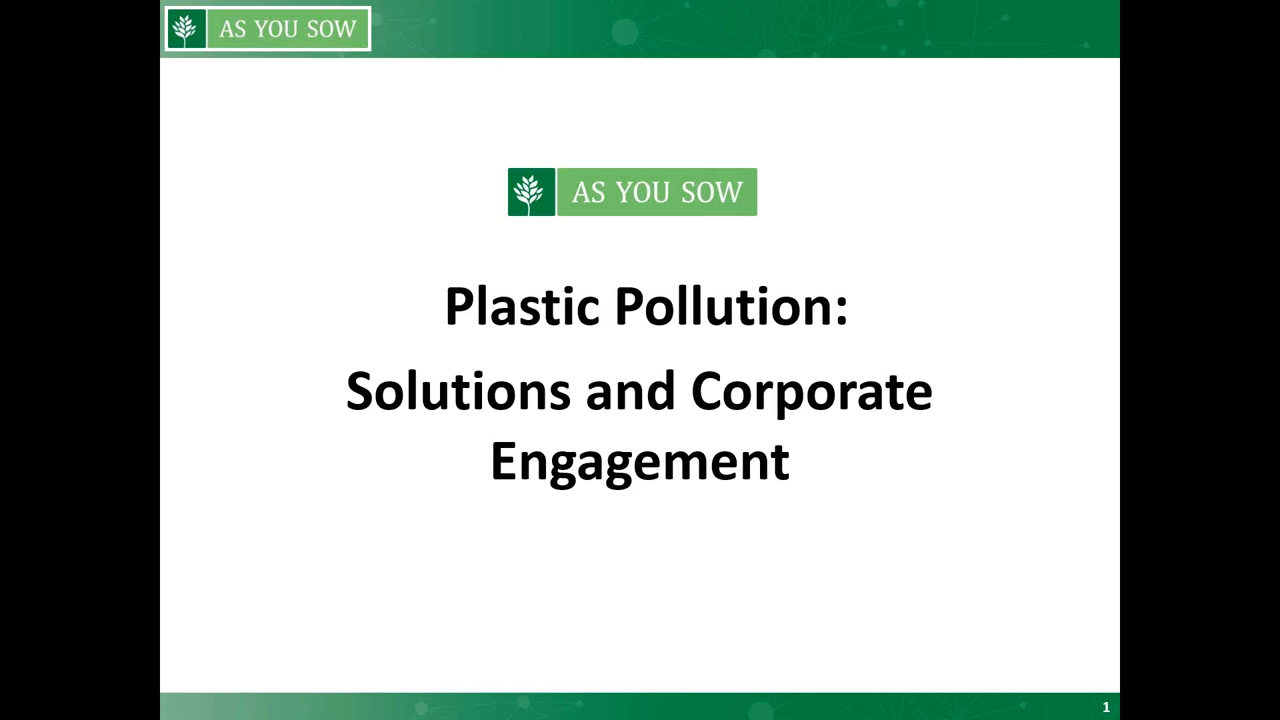 AS YOU SOW
AS YOU SOW
Plastic Pollution:
Solutions and Corporate
Engagement
1